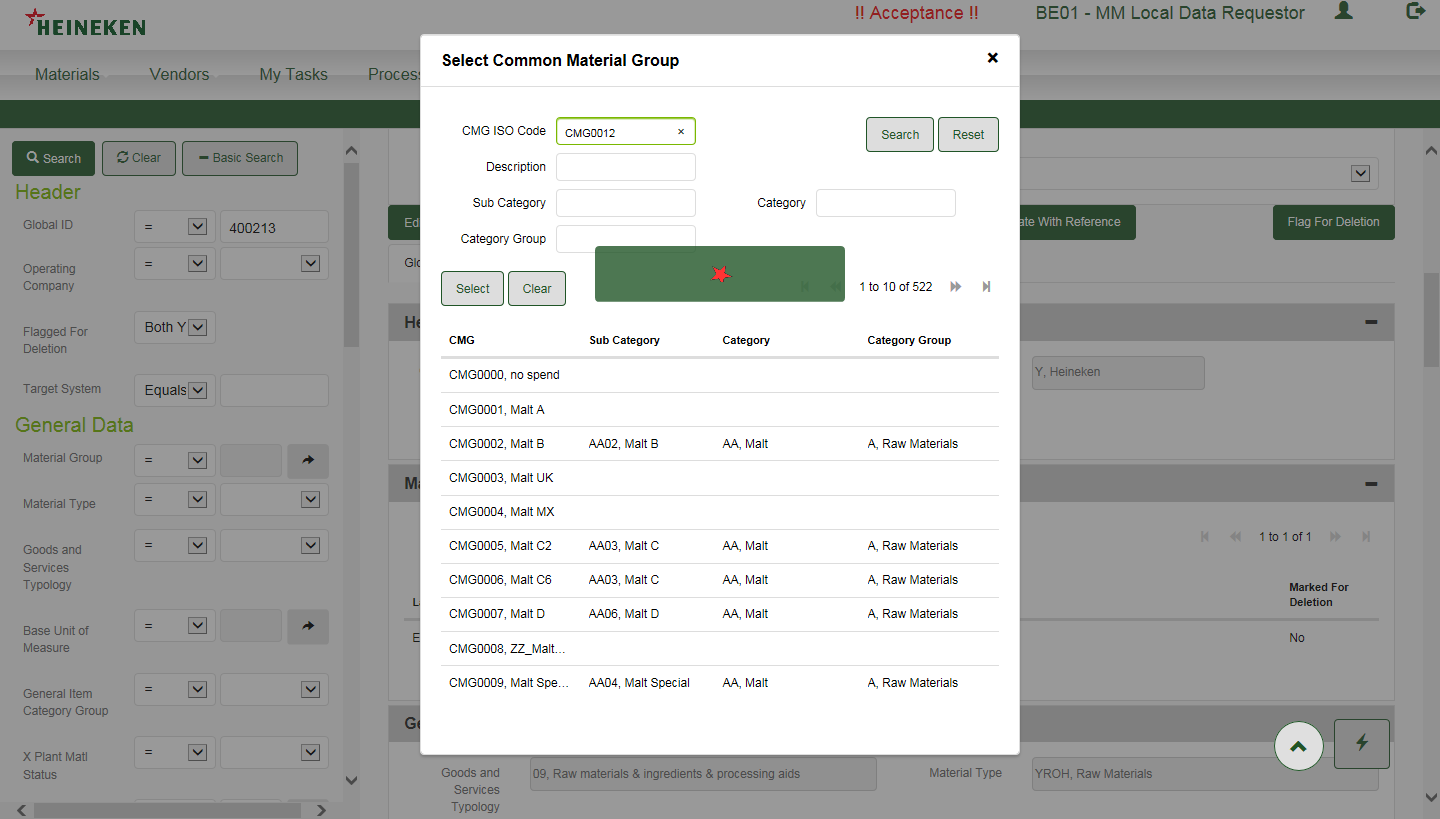 HEINEKEN
!! Acceptance !!
BE01 - MM Local Data Requestor
Materials
Vendors
My Tasks
Process
Select Common Material Group
CMG ISO Code
CMG0012
Search
Reset
Description
Sub Category
Category
Category Group
Select
Clear
1 to 10 of 522
CMG Sub Category Category Category Group
CMG0000, no spend
CMG0001, Malt A
CMG0002, Malt B AA02, Malt B AA, Malt A, Raw Materials
CMG0003, Malt UK
CMG0004, Malt MX
CMG0005, Malt C2 AA03, Malt C AA, Malt A, Raw Materials
CMG0006, Malt C6 AA03, Malt C AA, Malt A, Raw Materials
CMG0007, Malt D AA06, Malt D AA, Malt A, Raw Materials
CMG0008, ZZ_Malt...
CMG0009, Malt Spe... AA04, Malt Special AA, Malt A, Raw Materials
Search
Clear
Basic Search
Header
Global ID
=
400213
Operating
Company
=
Flagged For
Deletion
Both Y
Target System
Equals
General Data
Material Group
=
Material Type
=
Goods and
Services
Typology
=
Base Unit of
Measure
=
General Item
Category Group
=
X Plant Matl
Status
=
Ed
ate With Reference
Flag For Deletion
Glo
He
Y, Heineken
Ma
1 to 1 of 1
La
Marked For
Deletion
E
No
Ge
Goods and
Services
Typology
09, Raw materials & ingredients & processing aids
Material Type
YROH, Raw Materials